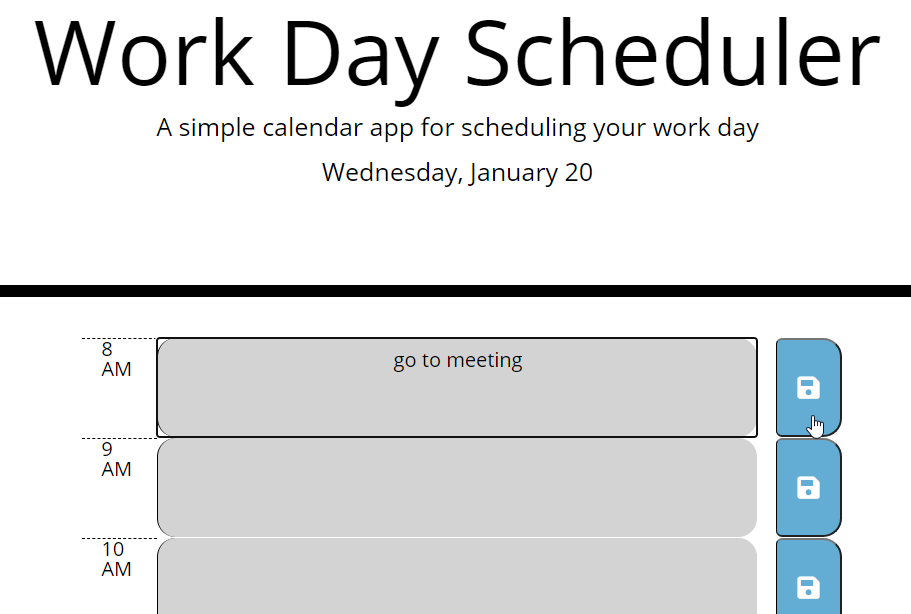 Work Day Scheduler
A simple calendar app for scheduling your work day
Wednesday, January 20
8
AM
go to meeting
9
AM
10
AM